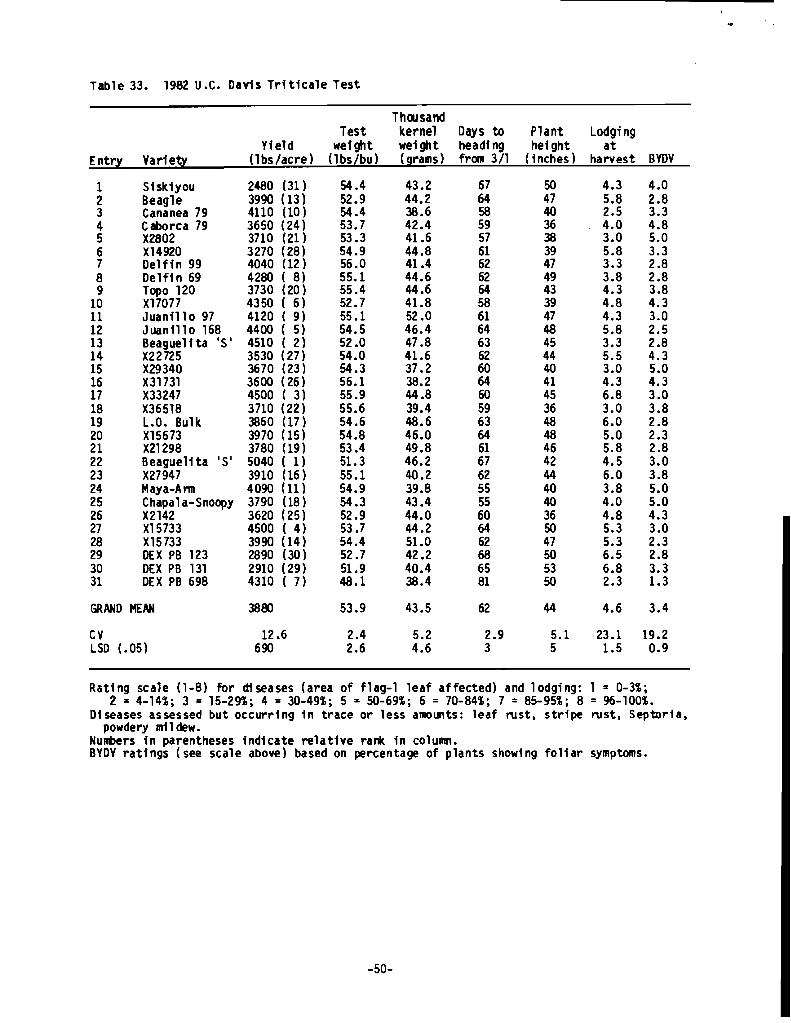 Table 33. 1982 U.C. Davis Triticale Test
Thousand
Test kernel Days to Plant Lodging
Yield weight weight heading height at
Entry Variety (lbs/acre) (lbs/bu) (grams) from 3/1 (inches) harvest BYDV
1 Siskiyou 2480 (31) 54.4 43.2 67 50 4.3 4.0
2 Beagle 3990 (13) 52.9 44.2 64 47 5.8 2.8
3 Cananea 79 4110 (10) 54.4 38.6 58 40 2.5 3.3
4 Caborca 79 3650 (24) 53.7 42.4 59 36 4.0 4.8
5 X2802 3710 (21) 53.3 41.6 57 38 3.0 5.0
6 X14920 3270 (28) 54.9 44.8 61 39 5.8 3.3
7 Delfin 99 4040 (12) 56.0 41.4 62 47 3.3 2.8
8 Delfin 69 4280 ( 8) 55.1 44.6 62 49 3.8 2.8
9 Topo 120 3730 (20) 55.4 44.6 64 43 4.3 3.8
10 X17077 4350 ( 6) 52.7 41.8 58 39 4.8 4.3
11 Juanillo 97 4120 ( 9) 55.1 52.0 61 47 4.3 3.0
12 Juanillo 168 4400 ( 5) 54.5 46.4 64 48 5.8 2.5
13 Beaguelita 'S' 4510 ( 2) 52.0 47.8 63 45 3.3 2.8
14 X22725 3530 (27) 54.0 41.6 62 44 5.5 4.3
15 X29340 3670 (23) 54.3 37.2 60 40 3.0 5.0
16 X31731 3600 (26) 56.1 38.2 64 41 4.3 4.3
17 X33247 4500 ( 3) 55.9 44.8 60 45 6.8 3.0
18 X36518 3710 (22) 55.6 39.4 59 36 3.0 3.8
19 L.O. Bulk 3860 (17) 54.6 48.6 63 48 6.0 2.8
20 X15673 3970 (15) 54.8 46.0 64 48 5.0 2.3
21 X21298 3780 (19) 53.4 49.8 61 46 5.8 2.8
22 Beaguelita 'S' 5040 ( 1) 51.3 46.2 67 42 4.5 3.0
23 X27947 3910 (16) 55.1 40.2 62 44 6.0 3.8
24 Maya-Arm 4090 (11) 54.9 39.8 55 40 3.8 5.0
25 Chapala-Snoopy 3790 (18) 54.3 43.4 55 40 4.0 5.0
26 X2142 3620 (25) 52.9 44.0 60 36 4.8 4.3
27 X15733 4500 ( 4) 53.7 44.2 64 50 5.3 3.0
28 X15733 3990 (14) 54.4 51.0 62 47 5.3 2.3
29 DEX PB 123 2890 (30) 52.7 42.2 68 50 6.5 2.8
30 DEX PB 131 2910 (29) 51.9 40.4 65 53 6.8 3.3
31 DEX PB 698 4310 ( 7) 48.1 38.4 81 50 2.3 1.3
GRAND MEAN 3880 53.9 43.5 62 44 4.6 3.4
CV 12.6 2.4 5.2 2.9 5.1 23.1 19.2
LSD (.05) 690 2.6 4.6 3 5 1.5 0.9
Rating scale (1-8) for diseases (area of flag-1 leaf affected) and lodging: 1 = 0-3%;
2 = 4-14%; 3 = 15-29%; 4 = 30-49%; 5 = 50-69%; 6 = 70-84%; 7 = 85-95%; 8 = 96-100%.
Diseases assessed but occurring in trace or less amounts: leaf rust, stripe rust, Septoria,
powdery mildew.
Numbers in parentheses indicate relative rank in column.
BYDV ratings (see scale above) based on percentage of plants showing foliar symptoms.
-50-